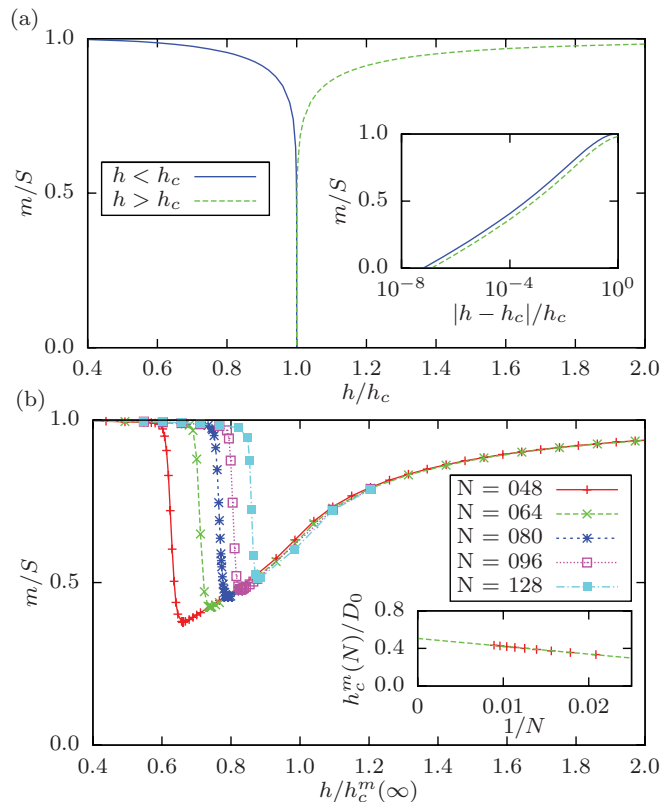 (a)
1.0
m/S
0.5
0.0
h < h_c
h > h_c
1.0
m/S
0.5
0.0
10^{-8} 10^{-4} 10^0
|h − h_c|/h_c
0.4 0.6 0.8 1.0 1.2 1.4 1.6 1.8 2.0
h/h_c
(b)
1.0
m/S
0.5
0.0
N = 048
N = 064
N = 080
N = 096
N = 128
0.8
h_c^m(N)/D_0
0.4
0.0
0 0.01 0.02
1/N
0.4 0.6 0.8 1.0 1.2 1.4 1.6 1.8 2.0
h/h_c^m(∞)